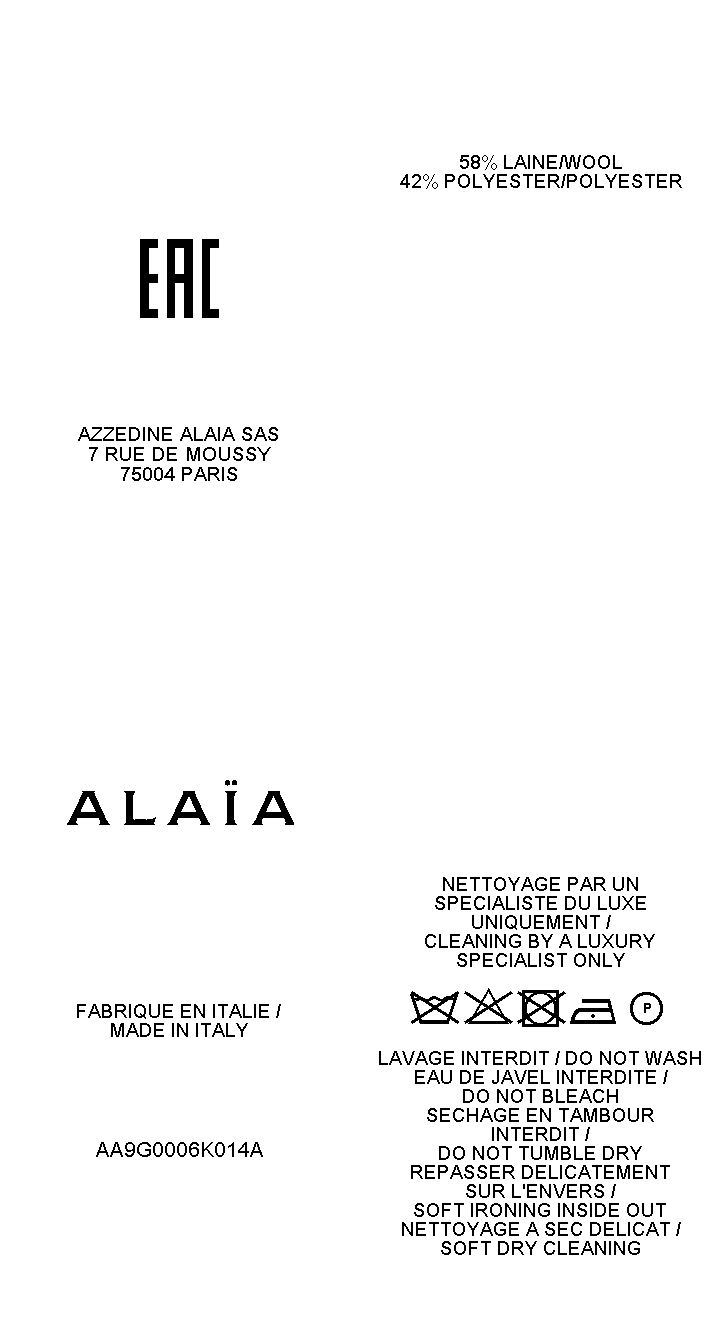 58% LAINE/WOOL
42% POLYESTER/POLYESTER
EAC
AZZEDINE ALAIA SAS
7 RUE DE MOUSSY
75004 PARIS
ALAÏA
FABRIQUE EN ITALIE /
MADE IN ITALY
AA9G0006K014A
NETTOYAGE PAR UN
SPECIALISTE DU LUXE
UNIQUEMENT /
CLEANING BY A LUXURY
SPECIALIST ONLY
P
LAVAGE INTERDIT / DO NOT WASH
EAU DE JAVEL INTERDITE /
DO NOT BLEACH
SECHAGE EN TAMBOUR
INTERDIT /
DO NOT TUMBLE DRY
REPASSER DELICATEMENT
SUR L'ENVERS /
SOFT IRONING INSIDE OUT
NETTOYAGE A SEC DELICAT /
SOFT DRY CLEANING